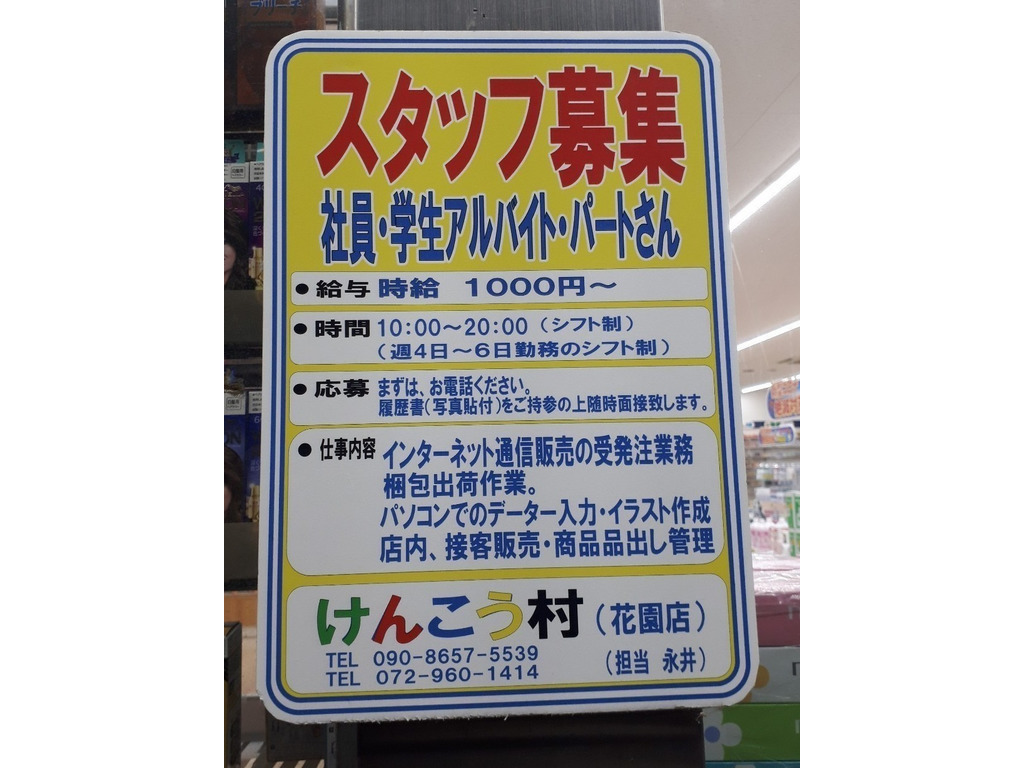 スタッフ募集
社員・学生アルバイト・パートさん
●給与 時給 1000円～
●時間 10:00～20:00（シフト制）
（週4日～6日勤務のシフト制）
●応募 まずは、お電話ください。
履歴書（写真貼付）をご持参の上随時面接致します。
●仕事内容 インターネット通信販売の受発注業務
梱包出荷作業。
パソコンでのデーター入力・イラスト作成
店内、接客販売・商品品出し管理
けんこう村（花園店）
TEL 090-8657-5539 （担当 永井）
TEL 072-960-1414